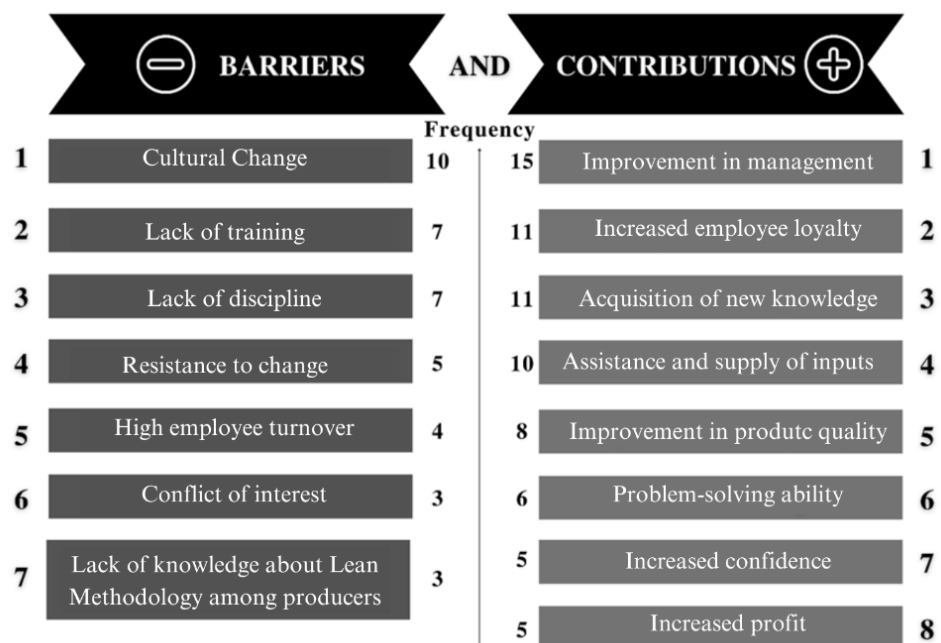 BARRIERS AND CONTRIBUTIONS
Frequency
1 Cultural Change 10 15 Improvement in management 1
2 Lack of training 7 11 Increased employee loyalty 2
3 Lack of discipline 7 11 Acquisition of new knowledge 3
4 Resistance to change 5 10 Assistance and supply of inputs 4
5 High employee turnover 4 8 Improvement in produtc quality 5
6 Conflict of interest 3 6 Problem-solving ability 6
7 Lack of knowledge about Lean
Methodology among producers 3 5 Increased confidence 7
5 Increased profit 8